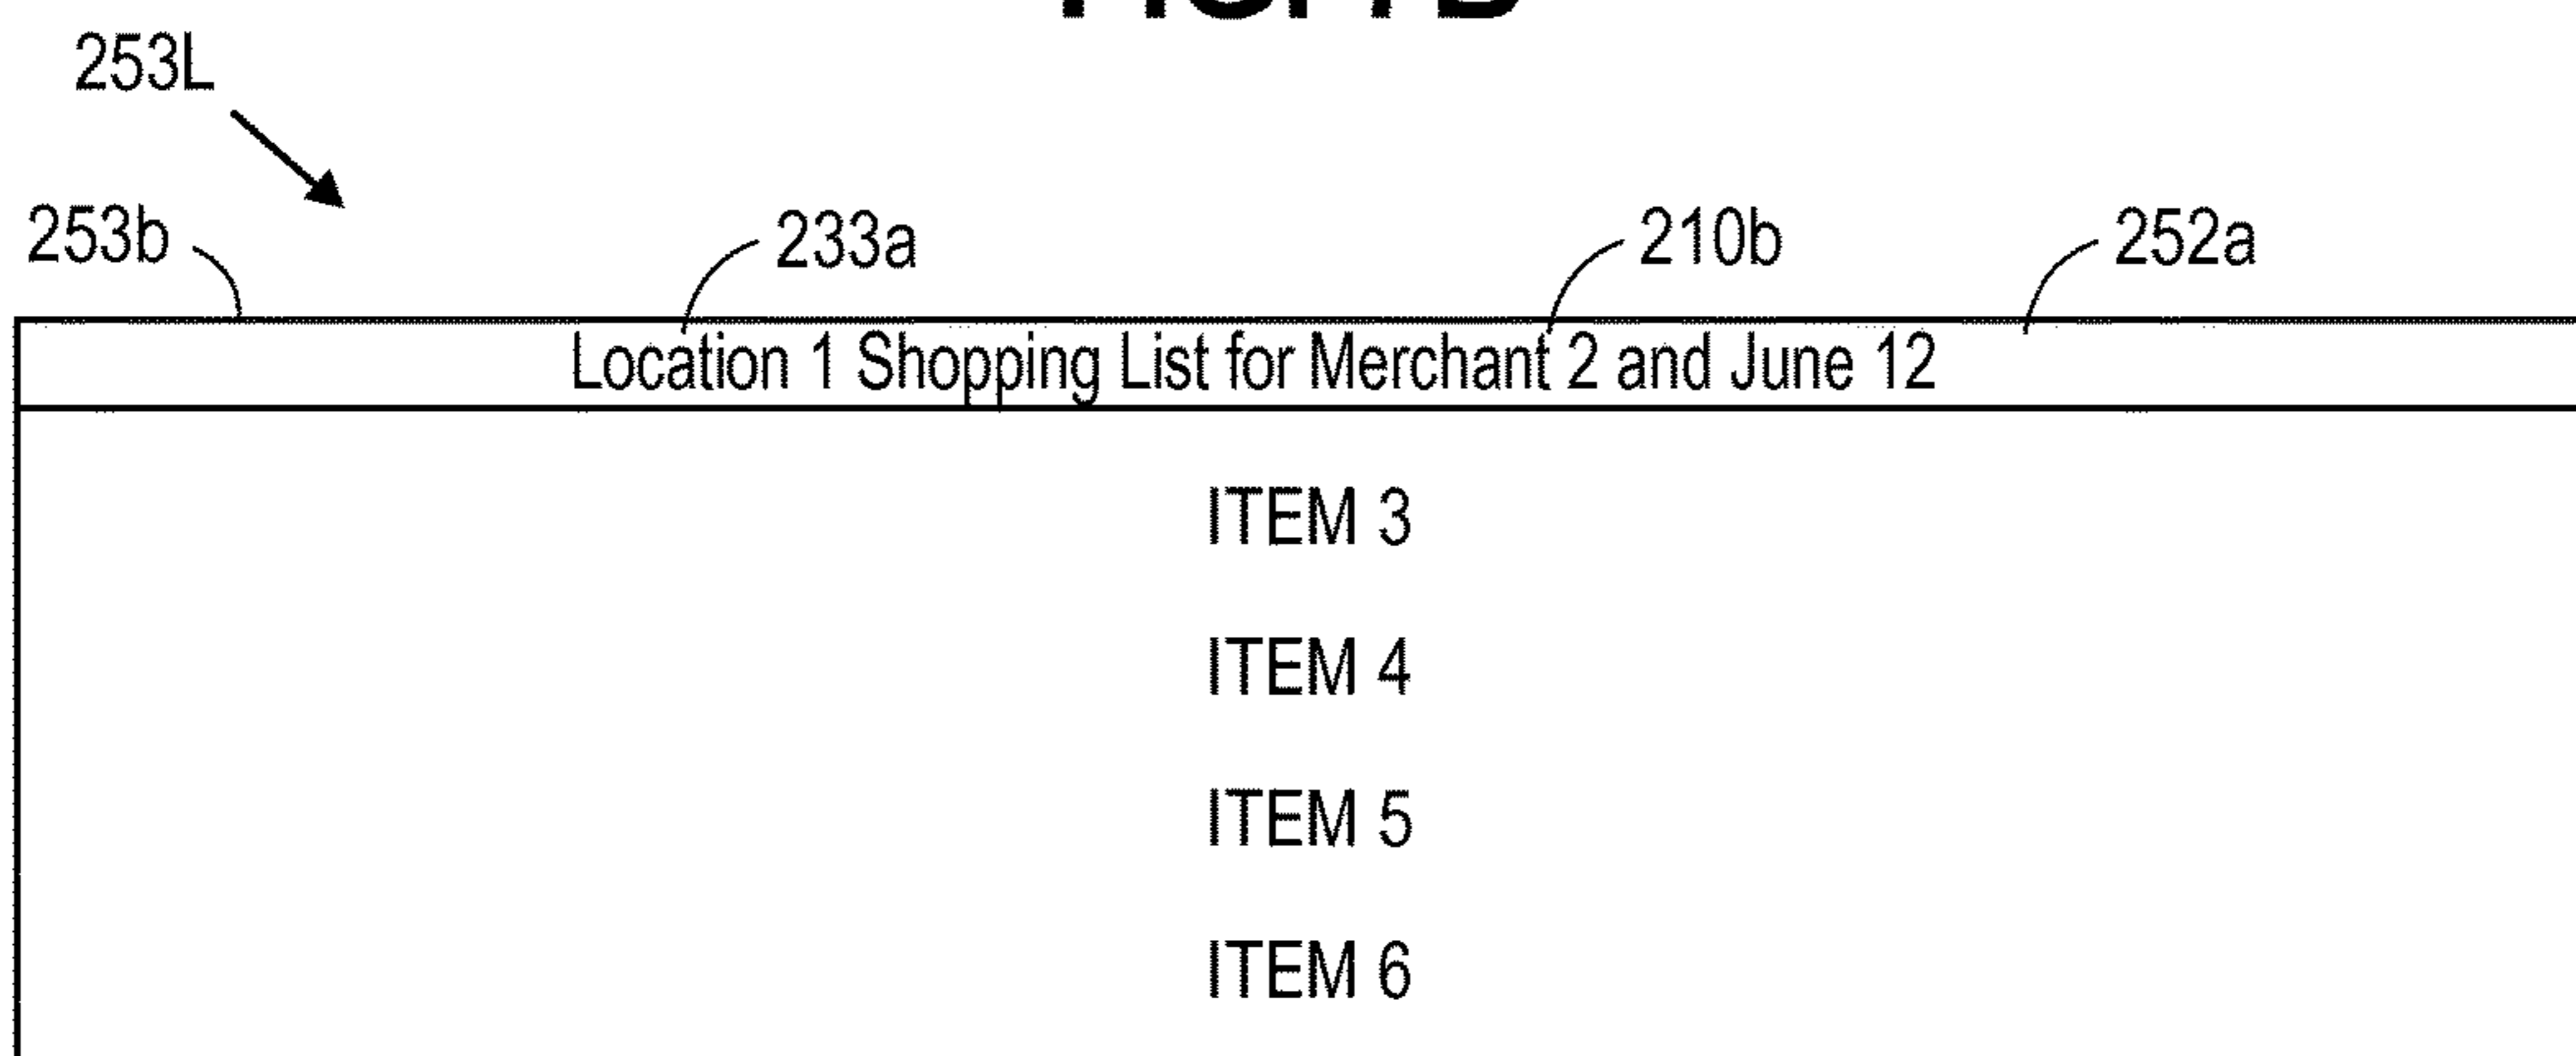 253L
253b 233a 210b 252a
Location 1 Shopping List for Merchant 2 and June 12
ITEM 3
ITEM 4
ITEM 5
ITEM 6